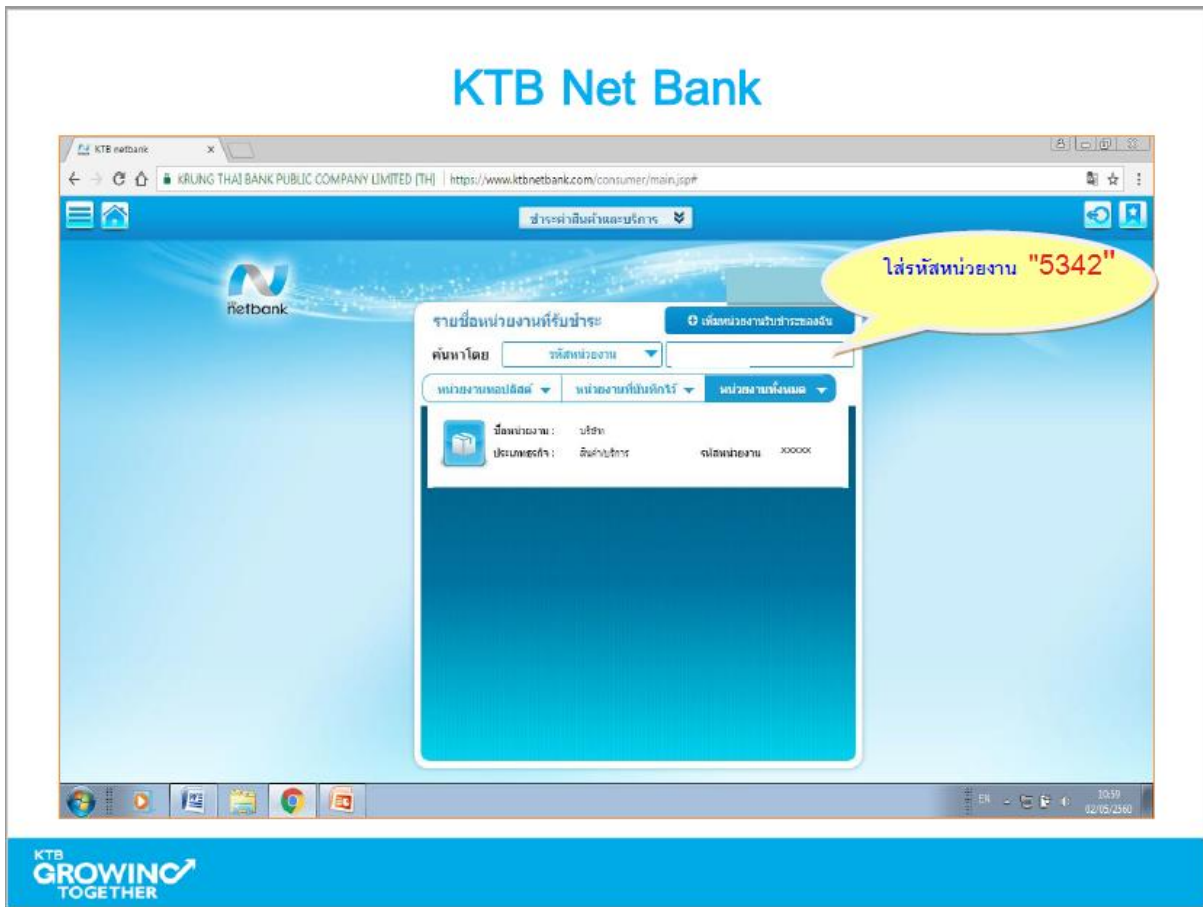 KTB Net Bank
KTB netbank
KRUNG THAI BANK PUBLIC COMPANY LIMITED [TH] https://www.ktbnetbank.com/consumer/main.jsp#
ชำระค่าสินค้าและบริการ
ใส่รหัสหน่วยงาน "5342"
netbank
รายชื่อหน่วยงานที่รับชำระ
เพิ่มหน่วยงานรับชำระของฉัน
ค้นหาโดย รหัสหน่วยงาน
หน่วยงานทอปฮิตส์ หน่วยงานที่บันทึกไว้ หน่วยงานทั้งหมด
ชื่อหน่วยงาน : บริษัท
ประเภทธุรกิจ : สินค้า/บริการ รหัสหน่วยงาน xxxxx
EN
10:59
02/05/2560
KTB
GROWING
TOGETHER